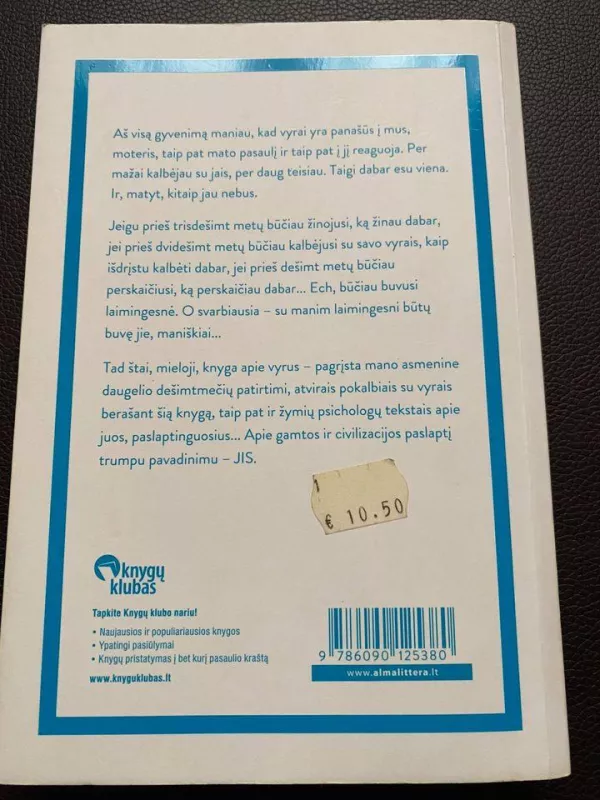 Aš visą gyvenimą maniau, kad vyrai yra panašūs į mus,
moteris, taip pat mato pasaulį ir taip pat į jį reaguoja. Per
mažai kalbėjau su jais, per daug teisiau. Taigi dabar esu viena.
Ir, matyt, kitaip jau nebus.
Jeigu prieš trisdešimt metų būčiau žinojusi, ką žinau dabar,
jei prieš dvidešimt metų būčiau kalbėjusi su savo vyrais, kaip
išdrįstu kalbėti dabar, jei prieš dešimt metų būčiau
perskaičiusi, ką perskaičiau dabar... Ech, būčiau buvusi
laimingesnė. O svarbiausia – su manim laimingesni būtų
buvę jie, maniškiai...
Tad štai, mieloji, knyga apie vyrus – pagrįsta mano asmenine
daugelio dešimtmečių patirtimi, atvirais pokalbiais su vyrais
berašant šią knygą, taip pat ir žymių psichologų tekstais apie
juos, paslaptinguosius... Apie gamtos ir civilizacijos paslaptį
trumpu pavadinimu – JIS.
1
€ 10.50
knygų
klubas
Tapkite Knygų klubo nariu!
• Naujausios ir populiariausios knygos
• Ypatingi pasiūlymai
• Knygų pristatymas į bet kurį pasaulio kraštą
www.knyguklubas.lt
9 786090 125380
www.almalittera.lt